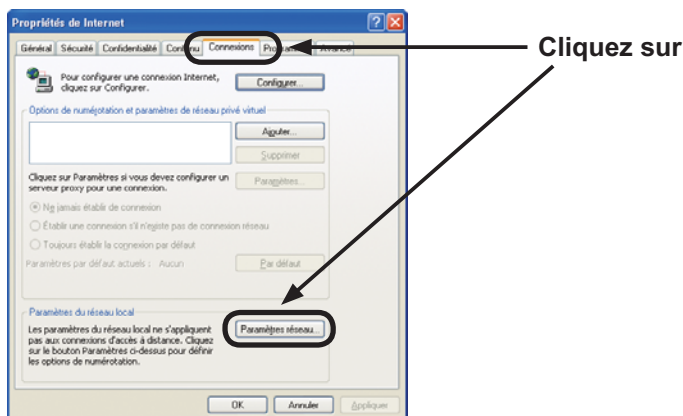 Propriétés de Internet
Général Sécurité Confidentialité Contenu Connexions Programmes Avancé
Cliquez sur
Pour configurer une connexion Internet,
cliquez sur Configurer.
Configurer...
Options de numérotation et paramètres de réseau privé virtuel
Ajouter...
Supprimer
Cliquez sur Paramètres si vous devez configurer un
serveur proxy pour une connexion.
Paramètres...
Ne jamais établir de connexion
Établir une connexion s'il n'existe pas de connexion réseau
Toujours établir la connexion par défaut
Paramètres par défaut actuels : Aucun
Par défaut
Paramètres du réseau local
Les paramètres du réseau local ne s'appliquent
pas aux connexions d'accès à distance. Cliquez
sur le bouton Paramètres ci-dessus pour définir
les options de numérotation.
Paramètres réseau...
OK Annuler Appliquer